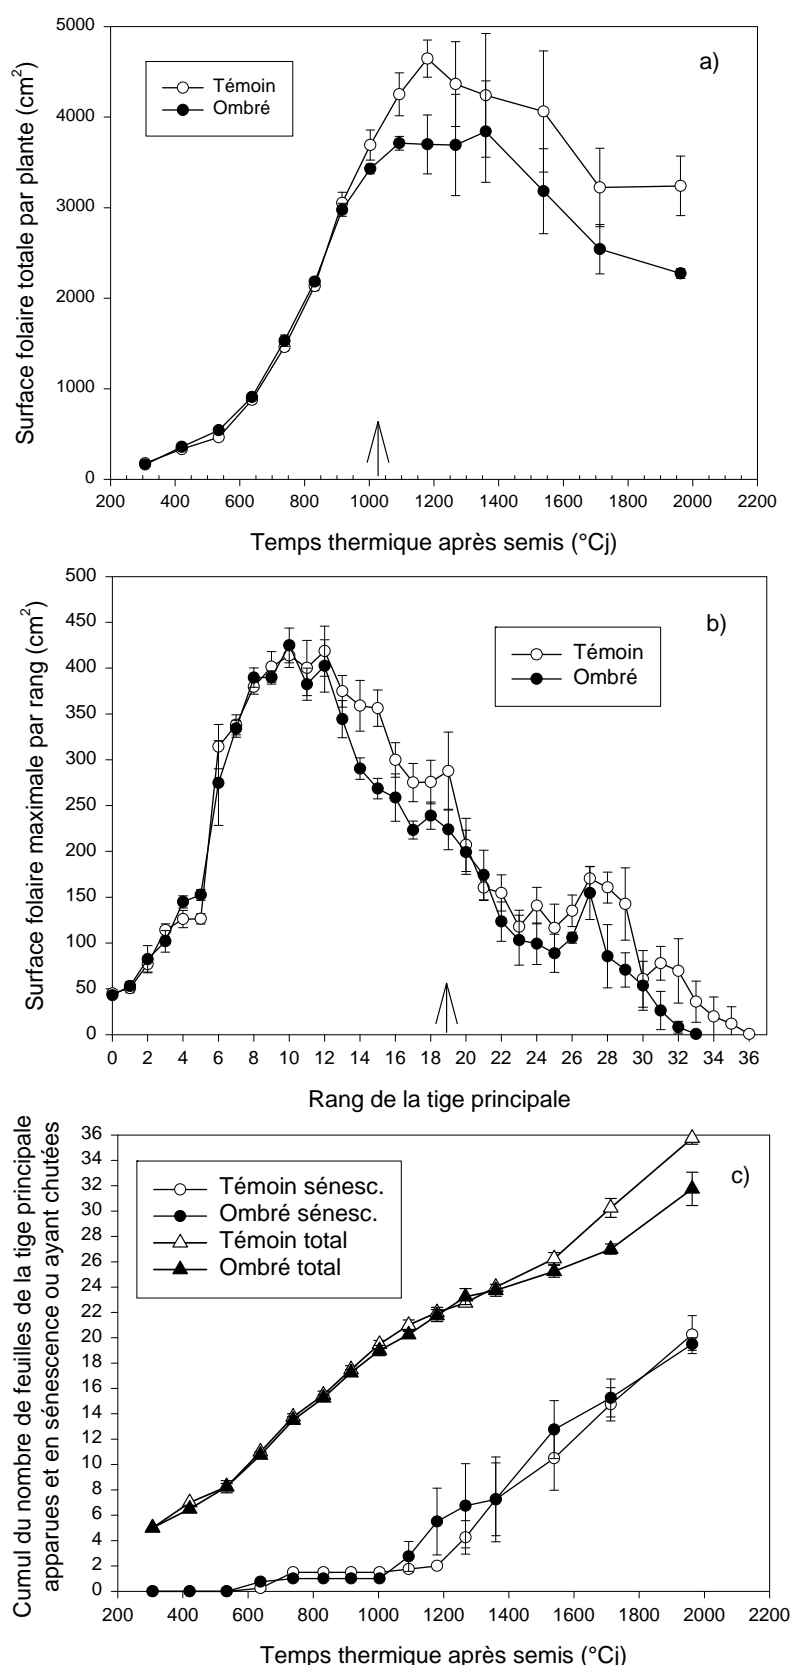 5000
4000
3000
2000
1000
0
Surface folaire totale par plante (cm²)
Témoin
Ombré
a)
200 400 600 800 1000 1200 1400 1600 1800 2000 2200
Temps thermique après semis (°Cj)
500
450
400
350
300
250
200
150
100
50
0
Surface folaire maximale par rang (cm²)
Témoin
Ombré
b)
0 2 4 6 8 10 12 14 16 18 20 22 24 26 28 30 32 34 36
Rang de la tige principale
36
34
32
30
28
26
24
22
20
18
16
14
12
10
8
6
4
2
0
Cumul du nombre de feuilles de la tige principale
apparues et en sénescence ou ayant chutées
Témoin sénesc.
Ombré sénesc.
Témoin total
Ombré total
c)
200 400 600 800 1000 1200 1400 1600 1800 2000 2200
Temps thermique après semis (°Cj)